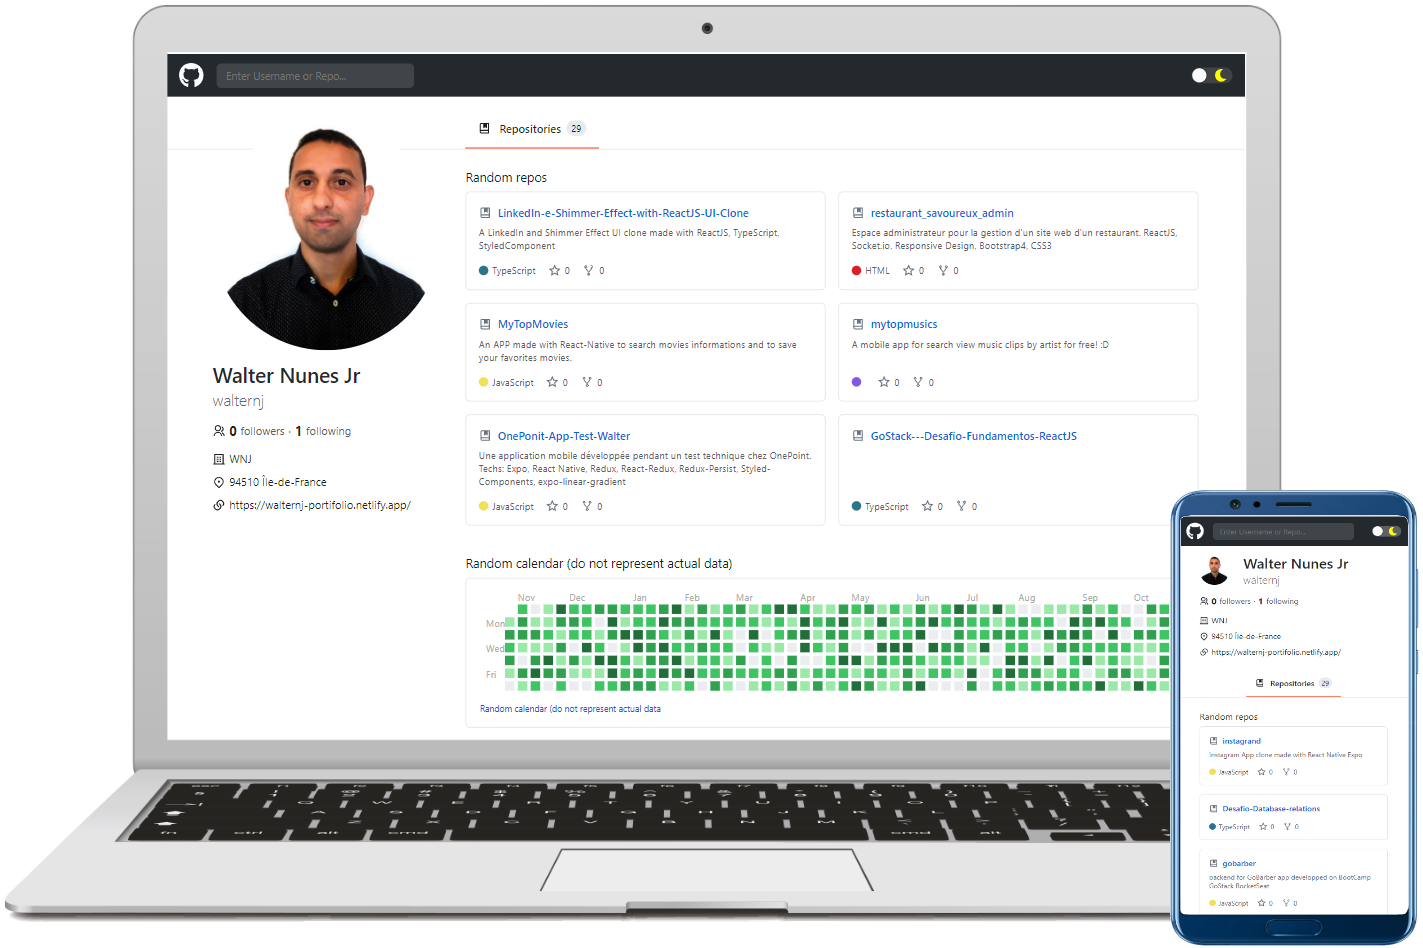 Enter Username or Repo...
Repositories 29
Walter Nunes Jr
walternj
0 followers · 1 following
WNJ
94510 Île-de-France
https://walternj-portifolio.netlify.app/
Random repos
LinkedIn-e-Shimmer-Effect-with-ReactJS-UI-Clone
A LinkedIn and Shimmer Effect UI clone made with ReactJS, TypeScript,
StyledComponent
TypeScript 0 0
restaurant_savoureux_admin
Espace administrateur pour la gestion d'un site web d'un restaurant. ReactJS,
Socket.io, Responsive Design, Bootstrap4, CSS3
HTML 0 0
MyTopMovies
An APP made with React-Native to search movies informations and to save
your favorites movies.
JavaScript 0 0
mytopmusics
A mobile app for search view music clips by artist for free! :D
0 0
OnePonit-App-Test-Walter
Une application mobile développée pendant un test technique chez OnePoint.
Techs: Expo, React Native, Redux, React-Redux, Redux-Persist, Styled-
Components, expo-linear-gradient
JavaScript 0 0
GoStack---Desafio-Fundamentos-ReactJS
TypeScript 0 0
Random calendar (do not represent actual data)
Nov Dec Jan Feb Mar Apr May Jun Jul Aug Sep Oct
Mon
Wed
Fri
Random calendar (do not represent actual data
Enter Username or Repo...
Walter Nunes Jr
walternj
0 followers · 1 following
WNJ
94510 Île-de-France
https://walternj-portifolio.netlify.app/
Repositories 29
Random repos
instagrand
Instagram App clone made with React Native Expo
JavaScript 0 0
Desafio-Database-relations
TypeScript 0 0
gobarber
backend for GoBarber app developped on BootCamp
GoStack RocketSeat
JavaScript 0 0
fn ctrl alt cmd cmd alt